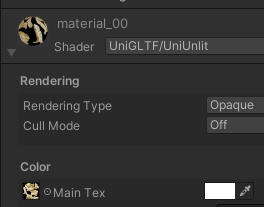 material_00
Shader UniGLTF/UniUnlit
Rendering
Rendering Type Opaque
Cull Mode Off
Color
Main Tex